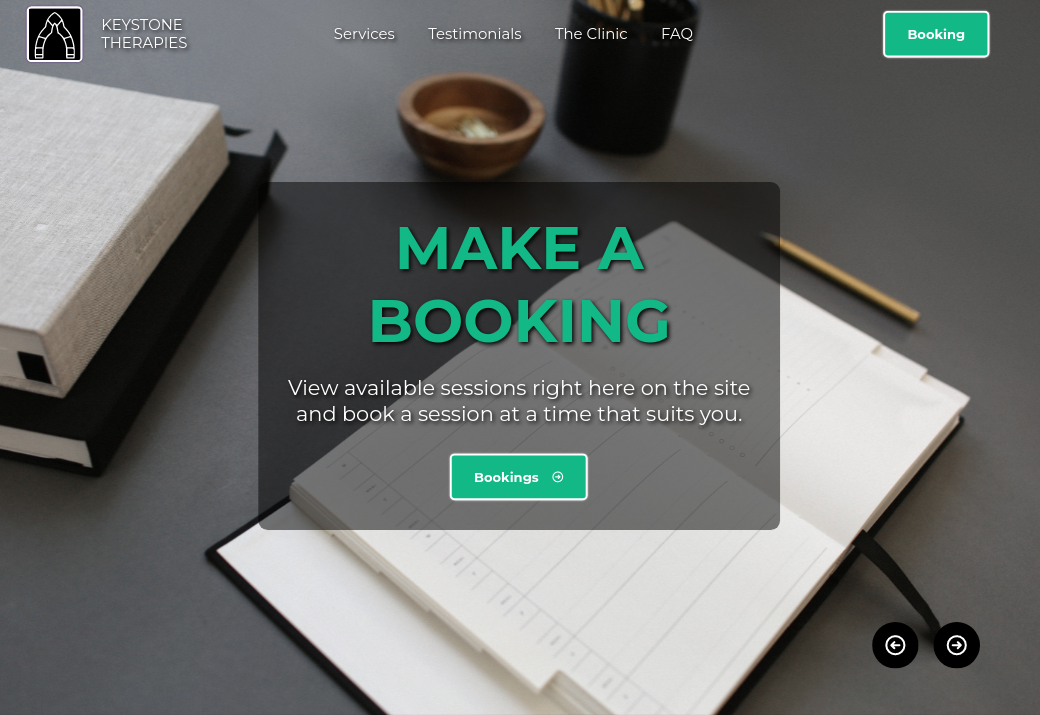 KEYSTONE
THERAPIES
Services Testimonials The Clinic FAQ
Booking
MAKE A
BOOKING
View available sessions right here on the site
and book a session at a time that suits you.
Bookings